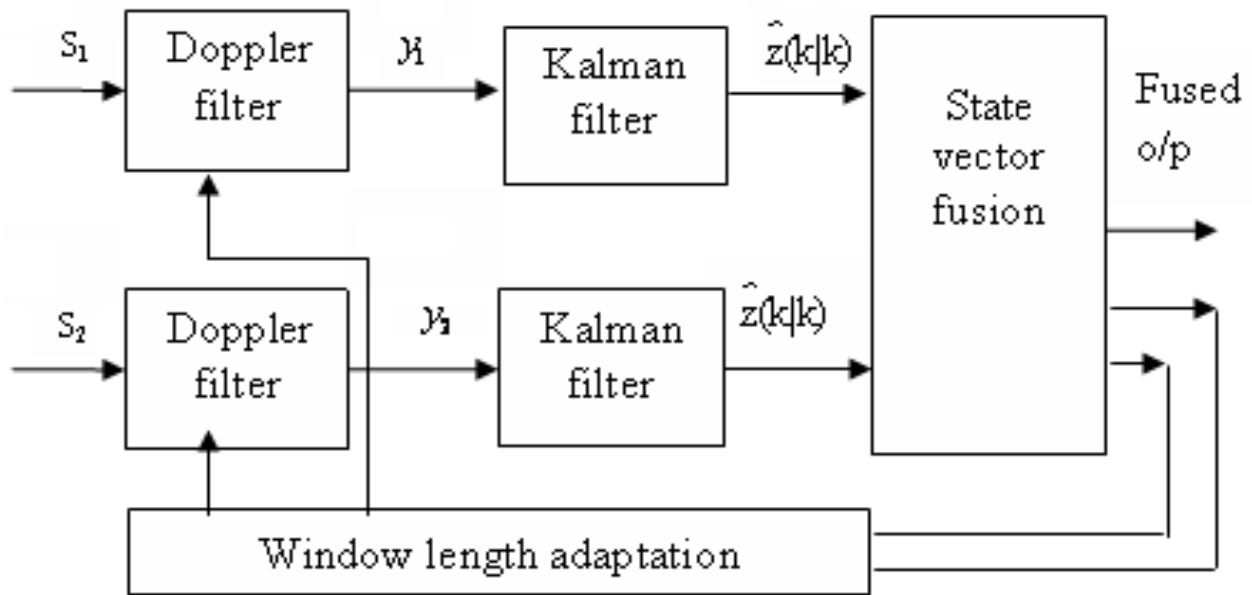 S₁
Doppler
filter
y₁
Kalman
filter
ẑ(k|k)
State
vector
fusion
Fused
o/p
S₂
Doppler
filter
y₂
Kalman
filter
ẑ(k|k)
Window length adaptation